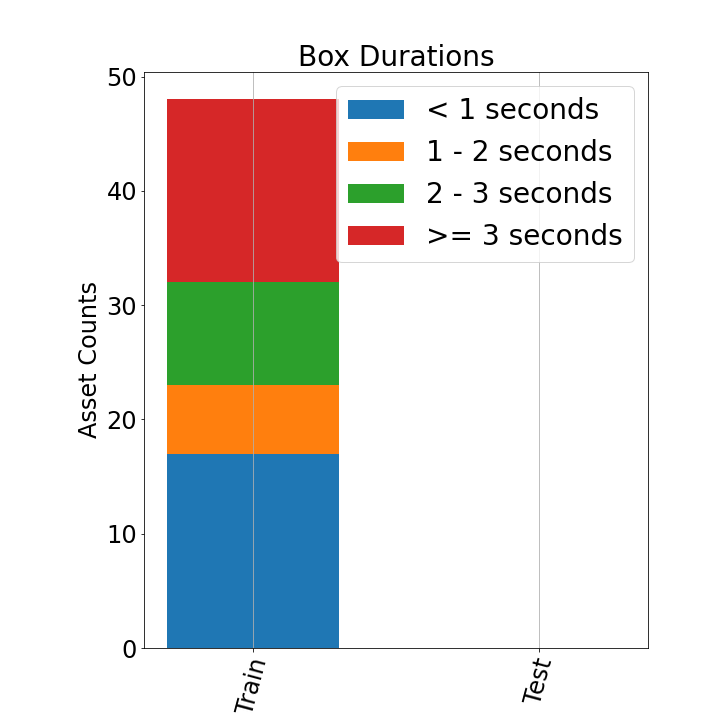 Box Durations
50
40
30
20
10
0
Asset Counts
< 1 seconds
1 - 2 seconds
2 - 3 seconds
>= 3 seconds
Train
Test